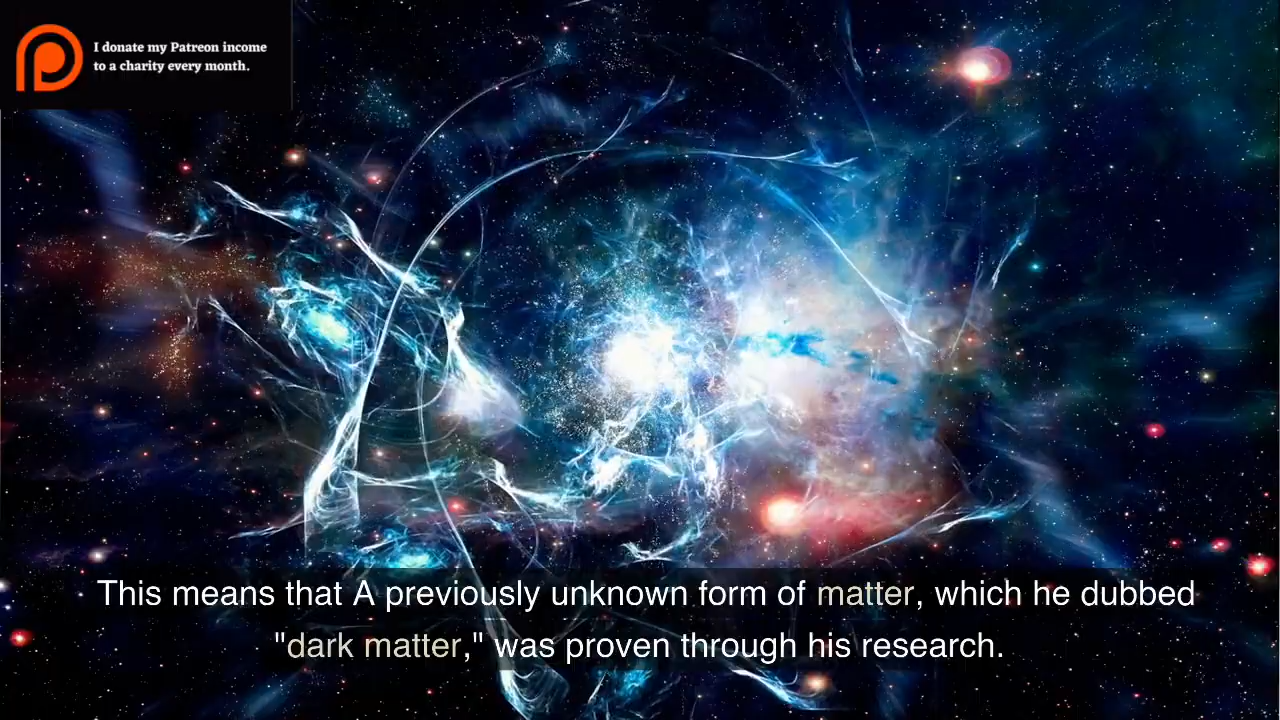 I donate my Patreon income
to a charity every month.
This means that A previously unknown form of matter, which he dubbed
"dark matter," was proven through his research.